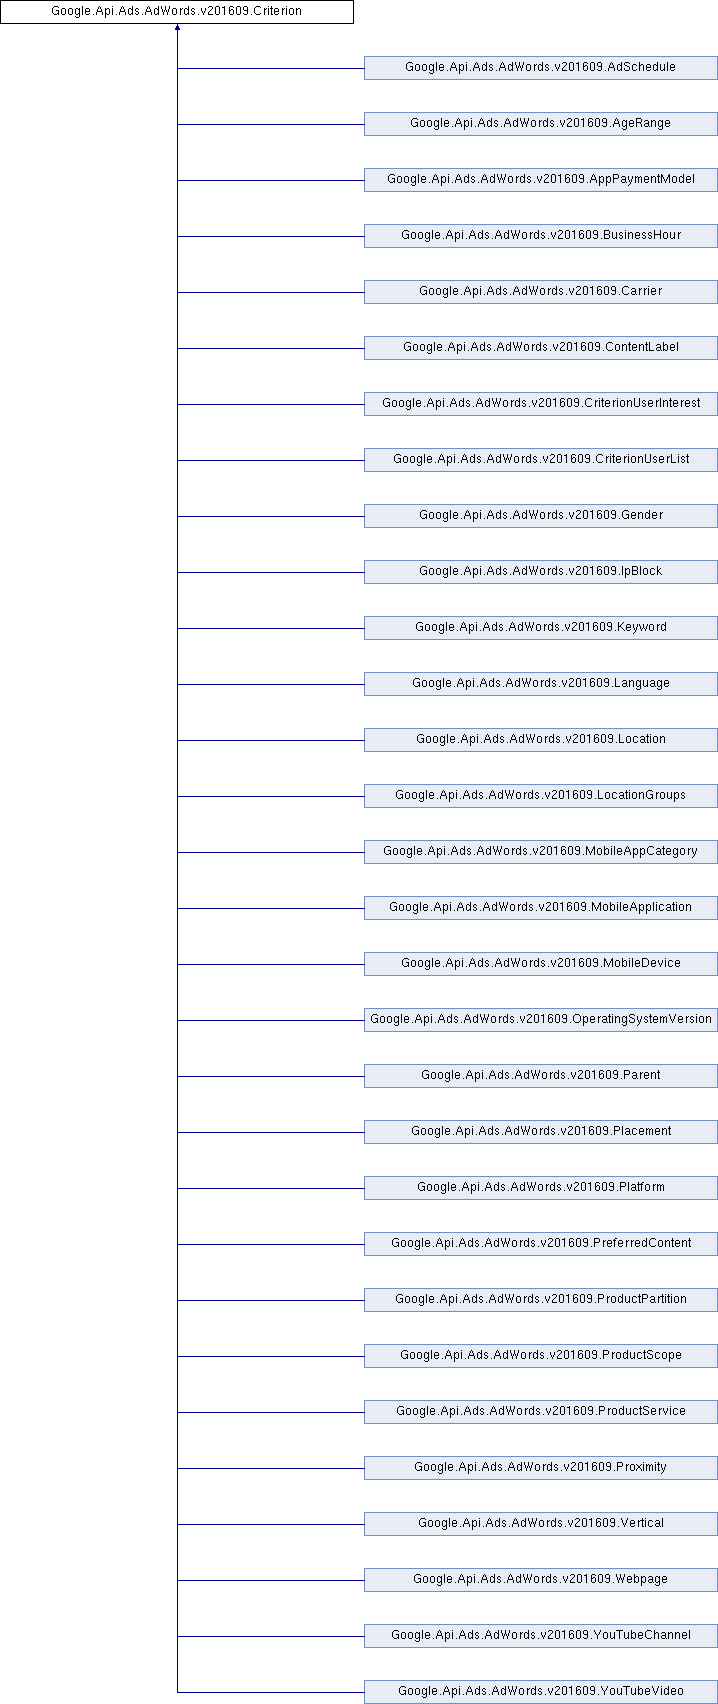 Google.Api.Ads.AdWords.v201609.Criterion
Google.Api.Ads.AdWords.v201609.AdSchedule
Google.Api.Ads.AdWords.v201609.AgeRange
Google.Api.Ads.AdWords.v201609.AppPaymentModel
Google.Api.Ads.AdWords.v201609.BusinessHour
Google.Api.Ads.AdWords.v201609.Carrier
Google.Api.Ads.AdWords.v201609.ContentLabel
Google.Api.Ads.AdWords.v201609.CriterionUserInterest
Google.Api.Ads.AdWords.v201609.CriterionUserList
Google.Api.Ads.AdWords.v201609.Gender
Google.Api.Ads.AdWords.v201609.IpBlock
Google.Api.Ads.AdWords.v201609.Keyword
Google.Api.Ads.AdWords.v201609.Language
Google.Api.Ads.AdWords.v201609.Location
Google.Api.Ads.AdWords.v201609.LocationGroups
Google.Api.Ads.AdWords.v201609.MobileAppCategory
Google.Api.Ads.AdWords.v201609.MobileApplication
Google.Api.Ads.AdWords.v201609.MobileDevice
Google.Api.Ads.AdWords.v201609.OperatingSystemVersion
Google.Api.Ads.AdWords.v201609.Parent
Google.Api.Ads.AdWords.v201609.Placement
Google.Api.Ads.AdWords.v201609.Platform
Google.Api.Ads.AdWords.v201609.PreferredContent
Google.Api.Ads.AdWords.v201609.ProductPartition
Google.Api.Ads.AdWords.v201609.ProductScope
Google.Api.Ads.AdWords.v201609.ProductService
Google.Api.Ads.AdWords.v201609.Proximity
Google.Api.Ads.AdWords.v201609.Vertical
Google.Api.Ads.AdWords.v201609.Webpage
Google.Api.Ads.AdWords.v201609.YouTubeChannel
Google.Api.Ads.AdWords.v201609.YouTubeVideo